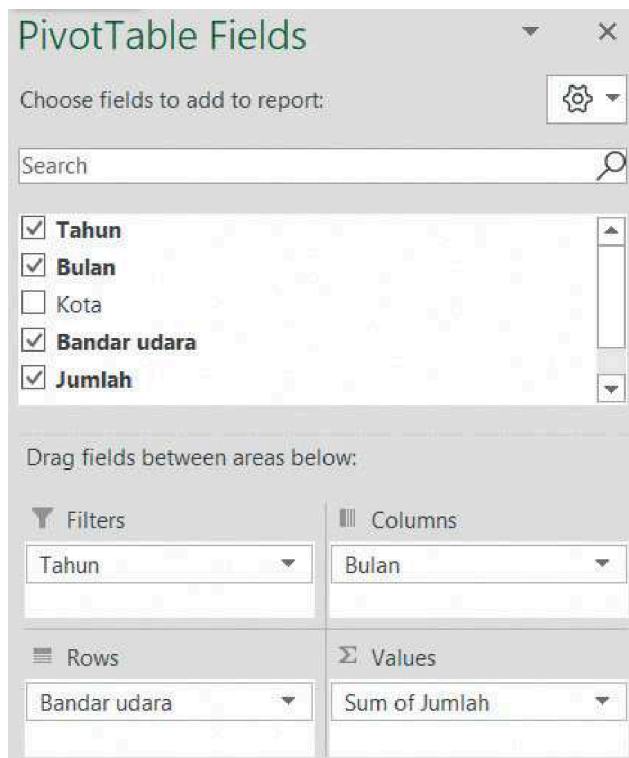 PivotTable Fields
Choose fields to add to report:
Search
Tahun
Bulan
Kota
Bandar udara
Jumlah
Drag fields between areas below:
Filters
Columns
Tahun
Bulan
Rows
Σ Values
Bandar udara
Sum of Jumlah